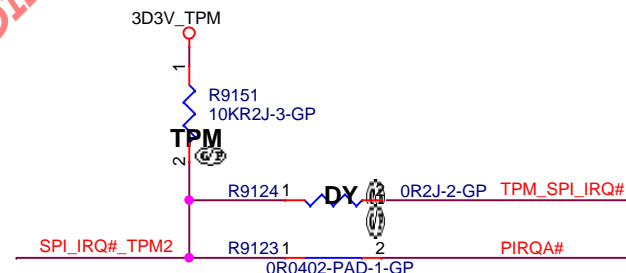 3D3V_TPM
1
R9151
10KR2J-3-GP
TPM
2 G/P
R9124 1 DY 0R2J-2-GP TPM_SPI_IRQ#
SPI_IRQ#_TPM2 R9123 1 2 PIRQA#
0R0402-PAD-1-GP